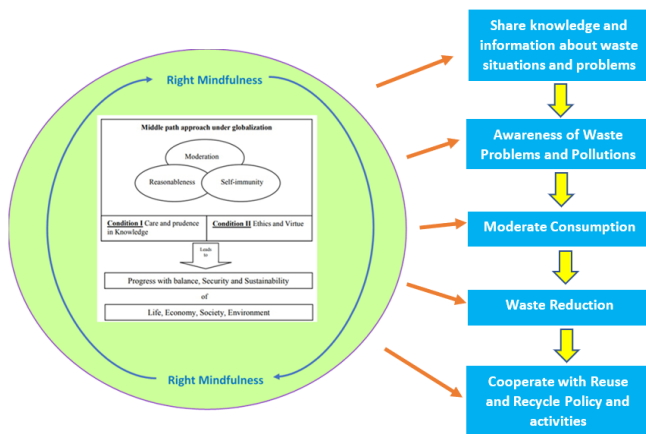 Right Mindfulness
Middle path approach under globalization
Moderation
Reasonableness
Self-immunity
Condition I Care and prudence
in Knowledge
Condition II Ethics and Virtue
Leads
to
Progress with balance, Security and Sustainability
of
Life, Economy, Society, Environment
Right Mindfulness
Share knowledge and
information about waste
situations and problems
Awareness of Waste
Problems and Pollutions
Moderate Consumption
Waste Reduction
Cooperate with Reuse
and Recycle Policy and
activities